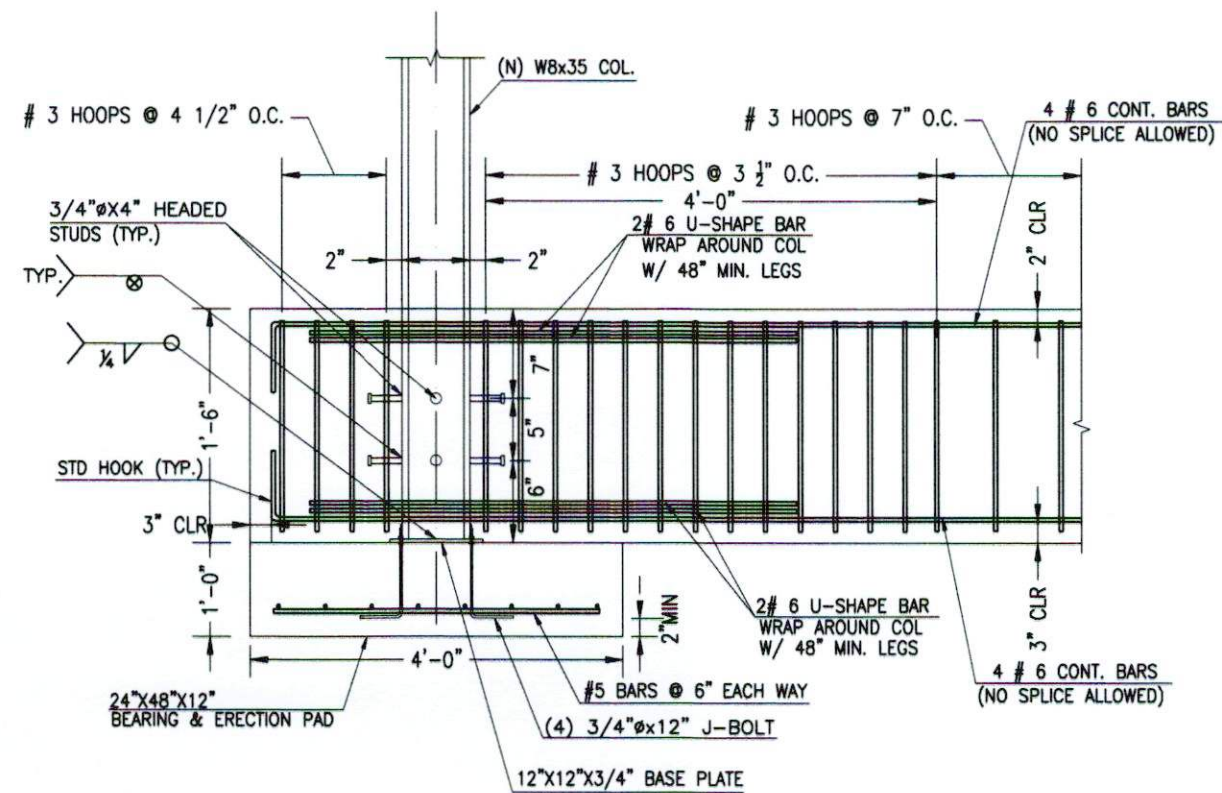 (N) W8x35 COL.
# 3 HOOPS @ 4 1/2" O.C.
# 3 HOOPS @ 7" O.C.
4 # 6 CONT. BARS
(NO SPLICE ALLOWED)
# 3 HOOPS @ 3 1/2" O.C.
4'-0"
3/4"øX4" HEADED
STUDS (TYP.)
2# 6 U-SHAPE BAR
WRAP AROUND COL
W/ 48" MIN. LEGS
2"
2"
2" CLR
TYP.
1/4
7"
5"
6"
1'-6"
STD HOOK (TYP.)
3" CLR
1'-0"
2"MIN
2# 6 U-SHAPE BAR
WRAP AROUND COL
W/ 48" MIN. LEGS
3" CLR
4'-0"
4 # 6 CONT. BARS
(NO SPLICE ALLOWED)
24"X48"X12"
BEARING & ERECTION PAD
#5 BARS @ 6" EACH WAY
(4) 3/4"øx12" J-BOLT
12"X12"X3/4" BASE PLATE